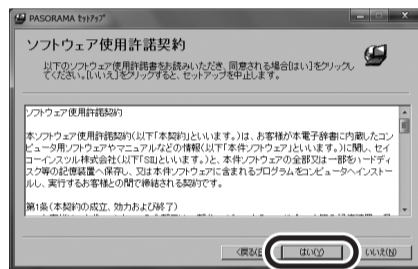 PASORAMA セットアップ
ソフトウェア使用許諾契約
以下のソフトウェア使用許諾書をお読みいただき、同意される場合[はい]をクリックしてください。[いいえ]をクリックすると、セットアップを中止します。
ソフトウェア使用許諾契約
本ソフトウェア使用許諾契約(以下「本契約」といいます。)は、お客様が本電子辞書に内蔵したコン
ピュータ用ソフトウェアやマニュアルなどの情報(以下「本件ソフトウェア」といいます。)に関し、セイ
コーインスツル株式会社(以下「SII」といいます。)と、本件ソフトウェアの全部又は一部をハードディ
スク等の記憶装置へ保存し、又は本件ソフトウェアに含まれるプログラムをコンピュータへインストー
ルし、実行するお客様との間で締結される契約です。
第1条(本契約の成立、効力および終了)
<戻る(B)
はい(Y)
いいえ(N)